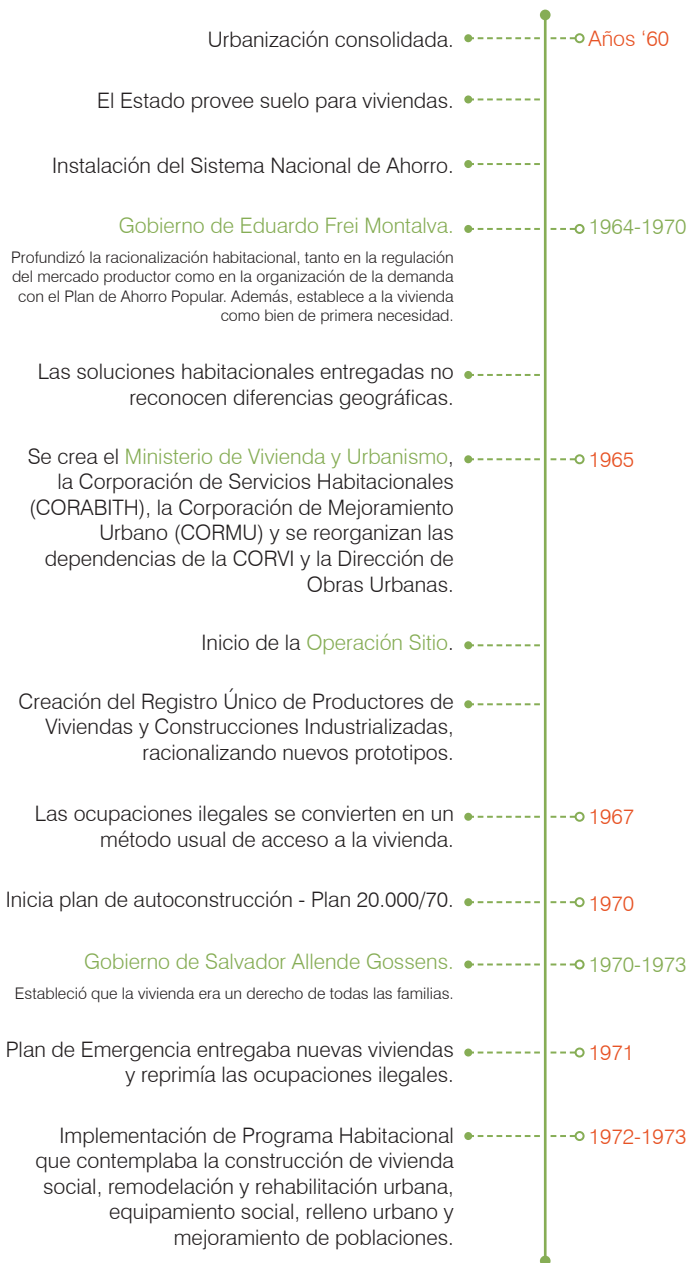 Urbanización consolidada. Años ‘60
El Estado provee suelo para viviendas.
Instalación del Sistema Nacional de Ahorro.
Gobierno de Eduardo Frei Montalva. 1964-1970
Profundizó la racionalización habitacional, tanto en la regulación
del mercado productor como en la organización de la demanda
con el Plan de Ahorro Popular. Además, establece a la vivienda
como bien de primera necesidad.
Las soluciones habitacionales entregadas no
reconocen diferencias geográficas.
Se crea el Ministerio de Vivienda y Urbanismo, 1965
la Corporación de Servicios Habitacionales
(CORABITH), la Corporación de Mejoramiento
Urbano (CORMU) y se reorganizan las
dependencias de la CORVI y la Dirección de
Obras Urbanas.
Inicio de la Operación Sitio.
Creación del Registro Único de Productores de
Viviendas y Construcciones Industrializadas,
racionalizando nuevos prototipos.
Las ocupaciones ilegales se convierten en un 1967
método usual de acceso a la vivienda.
Inicia plan de autoconstrucción - Plan 20.000/70. 1970
Gobierno de Salvador Allende Gossens. 1970-1973
Estableció que la vivienda era un derecho de todas las familias.
Plan de Emergencia entregaba nuevas viviendas 1971
y reprimía las ocupaciones ilegales.
Implementación de Programa Habitacional 1972-1973
que contemplaba la construcción de vivienda
social, remodelación y rehabilitación urbana,
equipamiento social, relleno urbano y
mejoramiento de poblaciones.